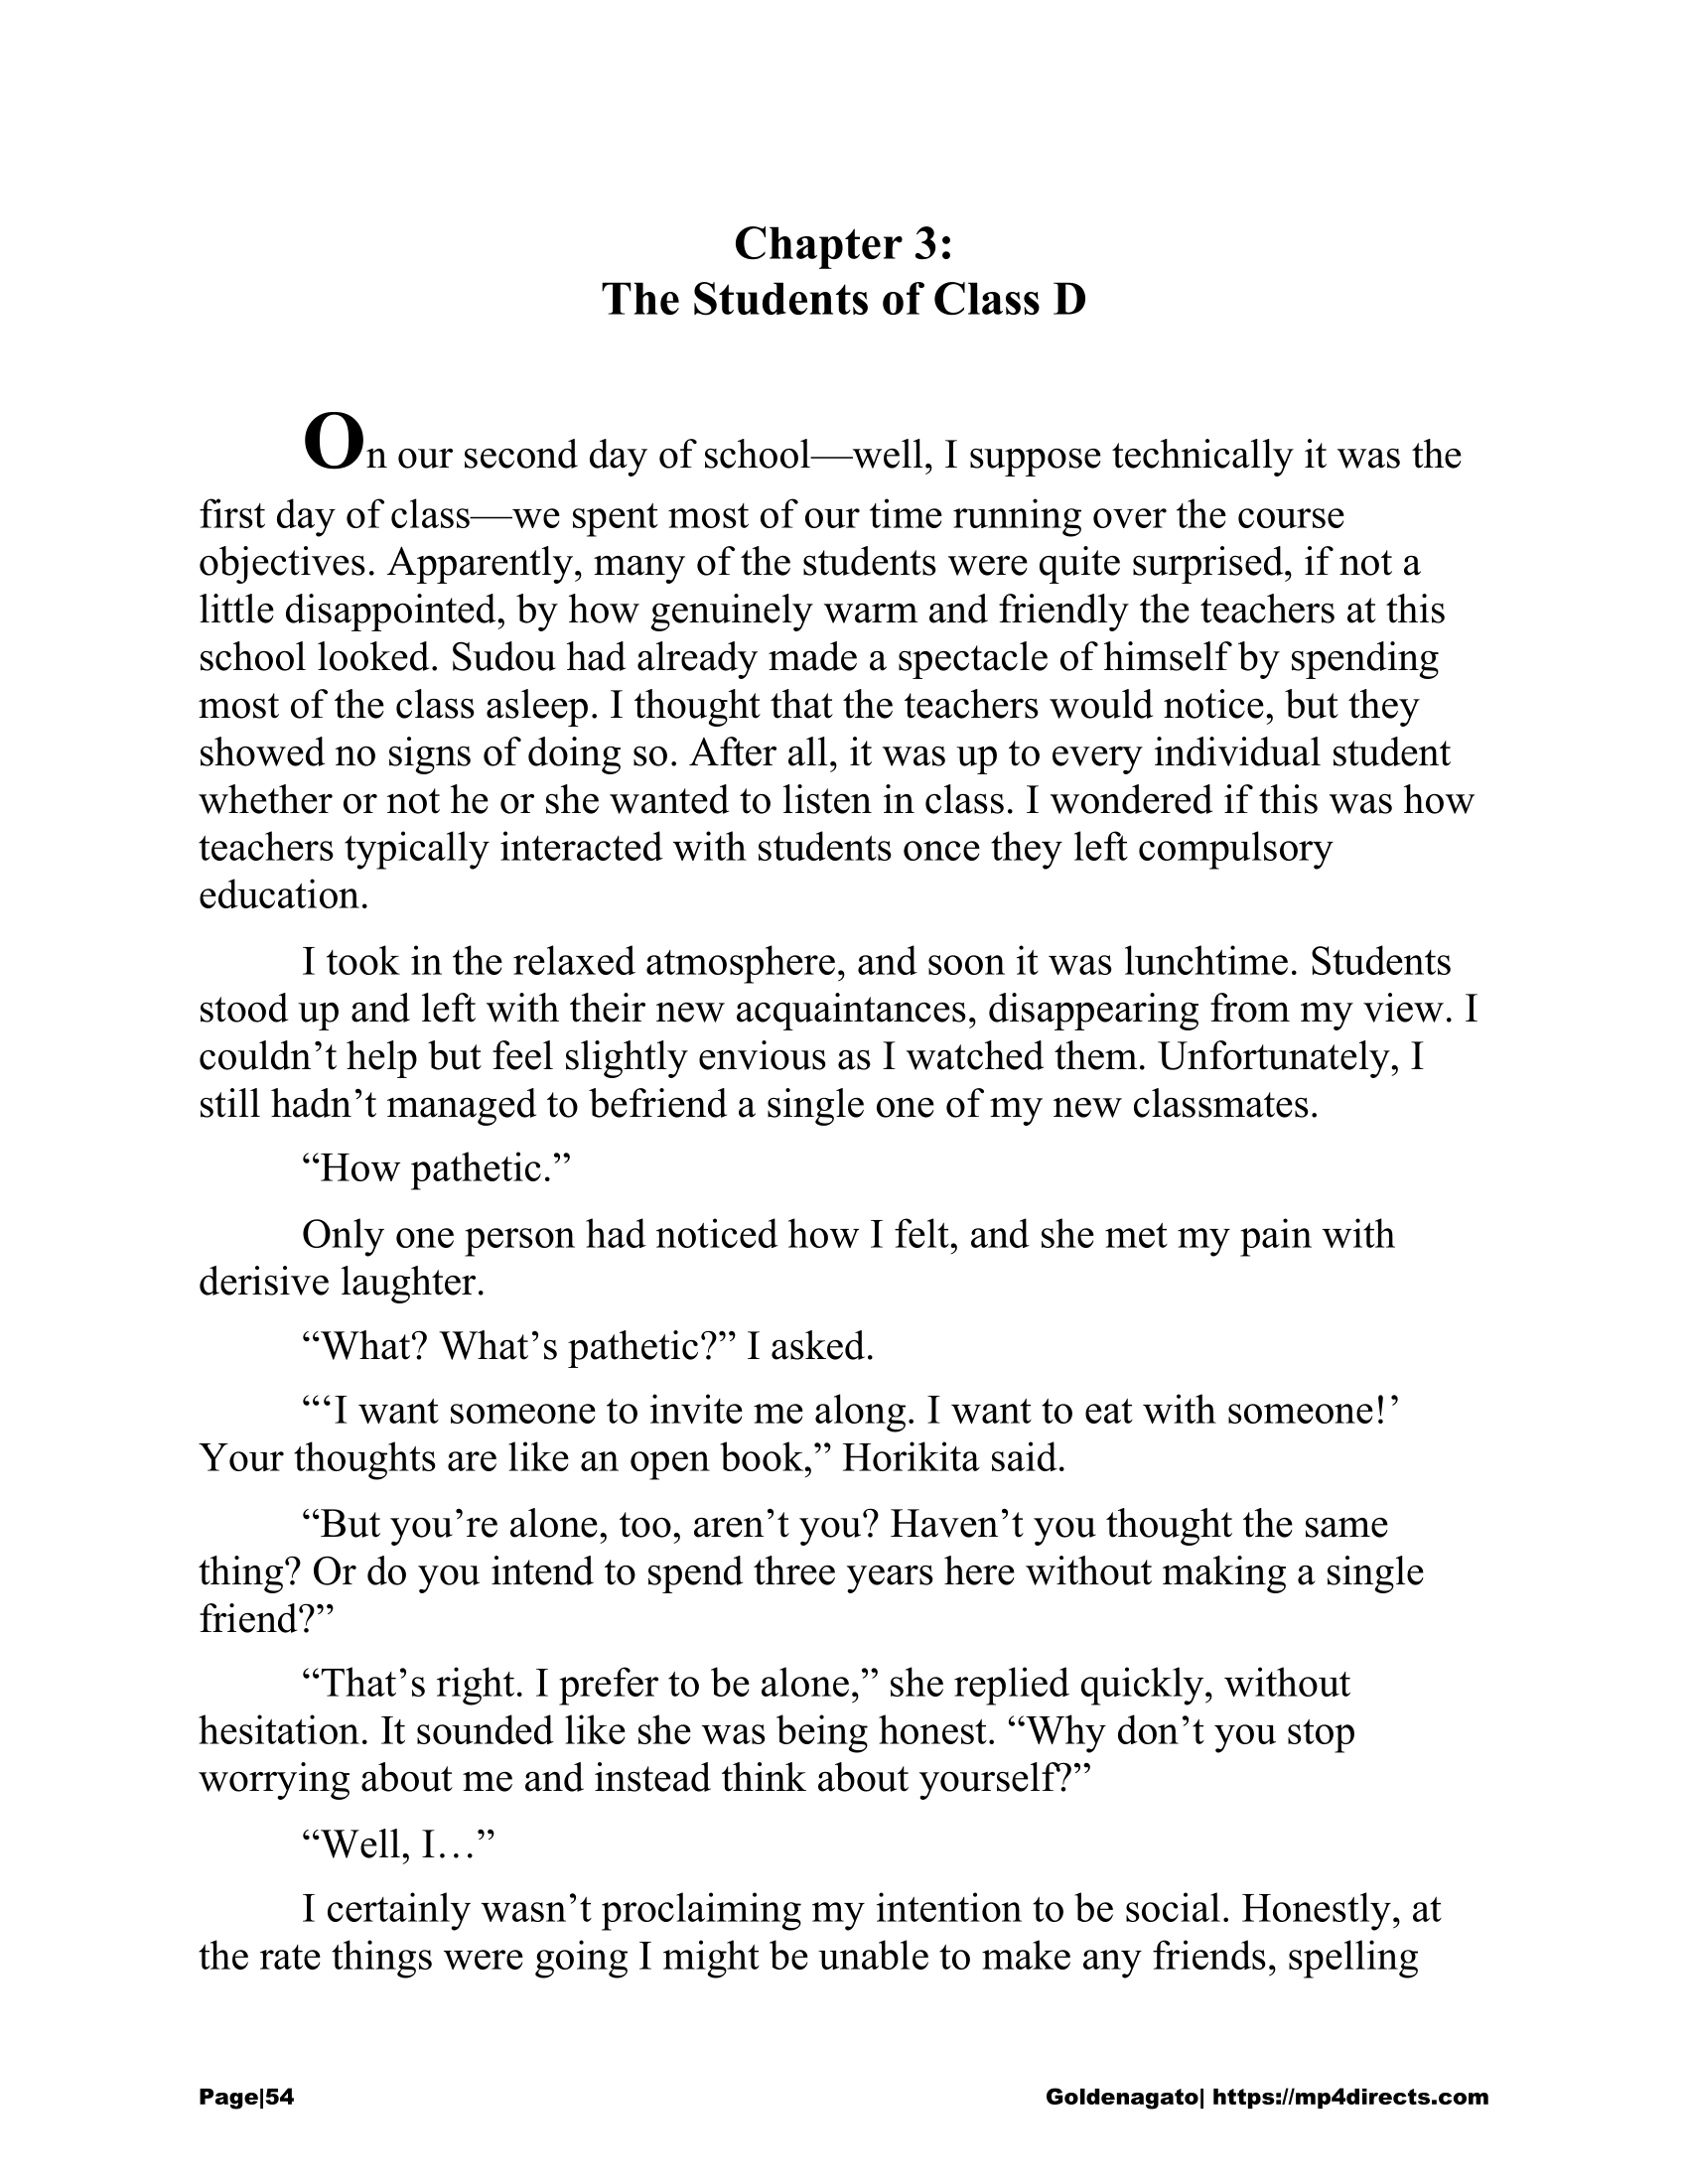 Chapter 3:
The Students of Class D
On our second day of school—well, I suppose technically it was the
first day of class—we spent most of our time running over the course
objectives. Apparently, many of the students were quite surprised, if not a
little disappointed, by how genuinely warm and friendly the teachers at this
school looked. Sudou had already made a spectacle of himself by spending
most of the class asleep. I thought that the teachers would notice, but they
showed no signs of doing so. After all, it was up to every individual student
whether or not he or she wanted to listen in class. I wondered if this was how
teachers typically interacted with students once they left compulsory
education.
I took in the relaxed atmosphere, and soon it was lunchtime. Students
stood up and left with their new acquaintances, disappearing from my view. I
couldn’t help but feel slightly envious as I watched them. Unfortunately, I
still hadn’t managed to befriend a single one of my new classmates.
“How pathetic.”
Only one person had noticed how I felt, and she met my pain with
derisive laughter.
“What? What’s pathetic?” I asked.
“‘I want someone to invite me along. I want to eat with someone!’
Your thoughts are like an open book,” Horikita said.
“But you’re alone, too, aren’t you? Haven’t you thought the same
thing? Or do you intend to spend three years here without making a single
friend?”
“That’s right. I prefer to be alone,” she replied quickly, without
hesitation. It sounded like she was being honest. “Why don’t you stop
worrying about me and instead think about yourself?”
“Well, I…”
I certainly wasn’t proclaiming my intention to be social. Honestly, at
the rate things were going I might be unable to make any friends, spelling
Page|54 Goldenagato| https://mp4directs.com